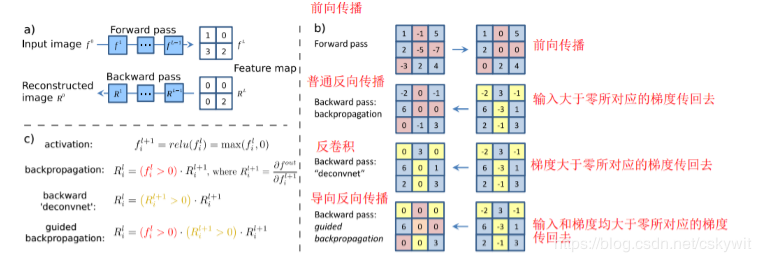 前向传播
a)
Forward pass
Input image f⁰
f¹ ⋯ fᴸ⁻¹
1 0
3 2
fᴸ
Feature map
Backward pass
Reconstructed
image R⁰
Rˡ ⋯ Rᴸ⁻¹
0 0
0 2
Rᴸ
c)
activation: f_i^{l+1} = relu(f_i^l) = max(f_i^l, 0)
backpropagation: R_i^l = (f_i^l > 0) · R_i^{l+1}, where R_i^{l+1} = ∂f^{out}/∂f_i^{l+1}
backward
'deconvnet': R_i^l = (R_i^{l+1} > 0) · R_i^{l+1}
guided
backpropagation: R_i^l = (f_i^l > 0) · (R_i^{l+1} > 0) · R_i^{l+1}
b)
Forward pass
1 -1 5
2 -5 -7
-3 2 4
1 0 5
2 0 0
0 2 4
前向传播
普通反向传播
Backward pass:
backpropagation
-2 0 -1
6 0 0
0 -1 3
-2 3 -1
6 -3 1
2 -1 3
输入大于零所对应的梯度传回去
反卷积
Backward pass:
"deconvnet"
0 3 0
6 0 1
2 0 3
-2 3 -1
6 -3 1
2 -1 3
梯度大于零所对应的梯度传回去
导向反向传播
Backward pass:
guided
backpropagation
0 0 0
6 0 0
0 0 3
-2 3 -1
6 -3 1
2 -1 3
输入和梯度均大于零所对应的梯度
传回去
https://blog.csdn.net/cskywit